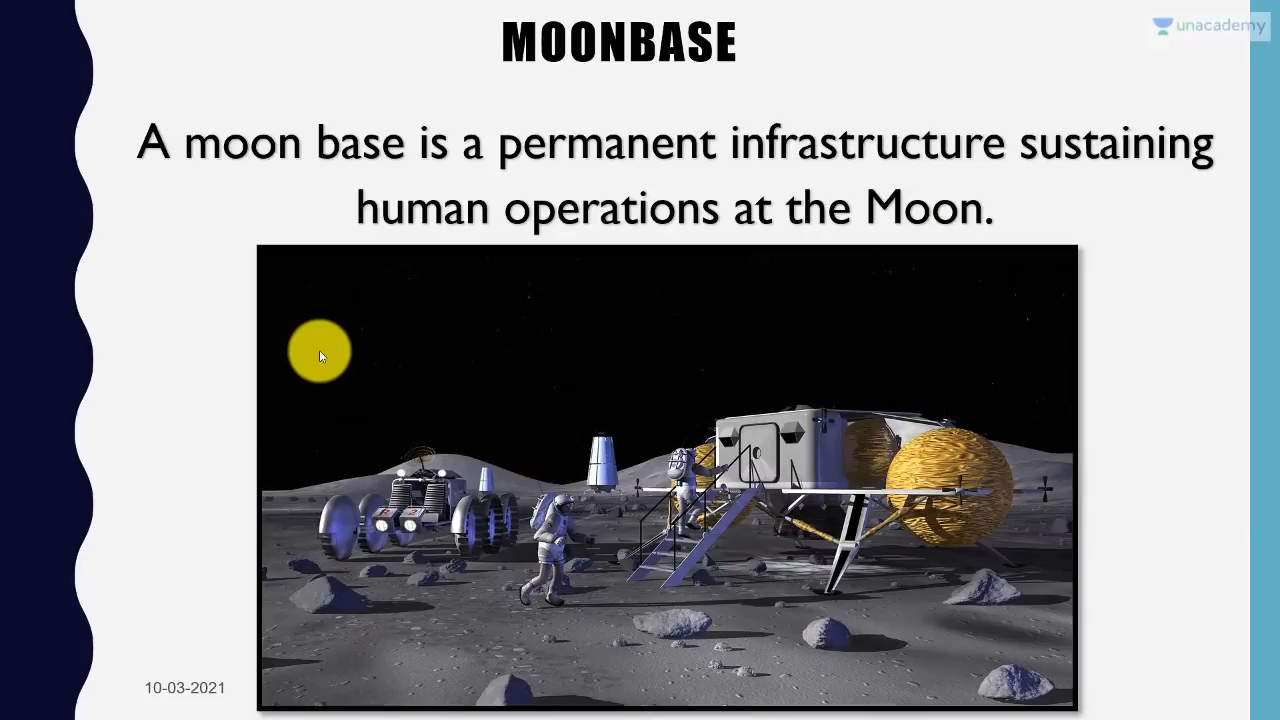 MOONBASE
unacademy
A moon base is a permanent infrastructure sustaining
human operations at the Moon.
10-03-2021